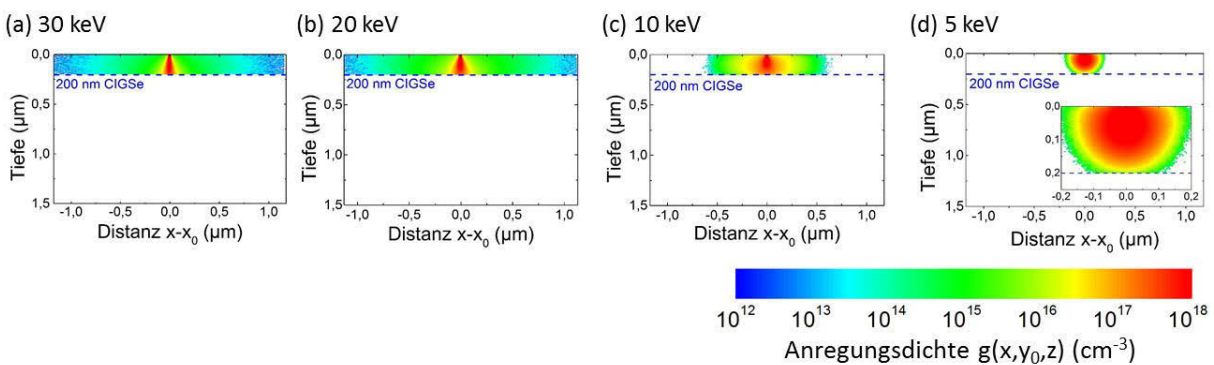 (a) 30 keV
0,0
0,5
1,0
1,5
Tiefe (µm)
200 nm CIGSe
-1,0 -0,5 0,0 0,5 1,0
Distanz x-x0 (µm)
(b) 20 keV
0,0
0,5
1,0
1,5
Tiefe (µm)
200 nm CIGSe
-1,0 -0,5 0,0 0,5 1,0
Distanz x-x0 (µm)
(c) 10 keV
0,0
0,5
1,0
1,5
Tiefe (µm)
200 nm CIGSe
-1,0 -0,5 0,0 0,5 1,0
Distanz x-x0 (µm)
(d) 5 keV
0,0
0,5
1,0
1,5
Tiefe (µm)
200 nm CIGSe
0,0
0,1
0,2
-0,2 -0,1 0,0 0,1 0,2
-1,0 -0,5 0,0 0,5 1,0
Distanz x-x0 (µm)
10^12 10^13 10^14 10^15 10^16 10^17 10^18
Anregungsdichte g(x,y0,z) (cm^-3)